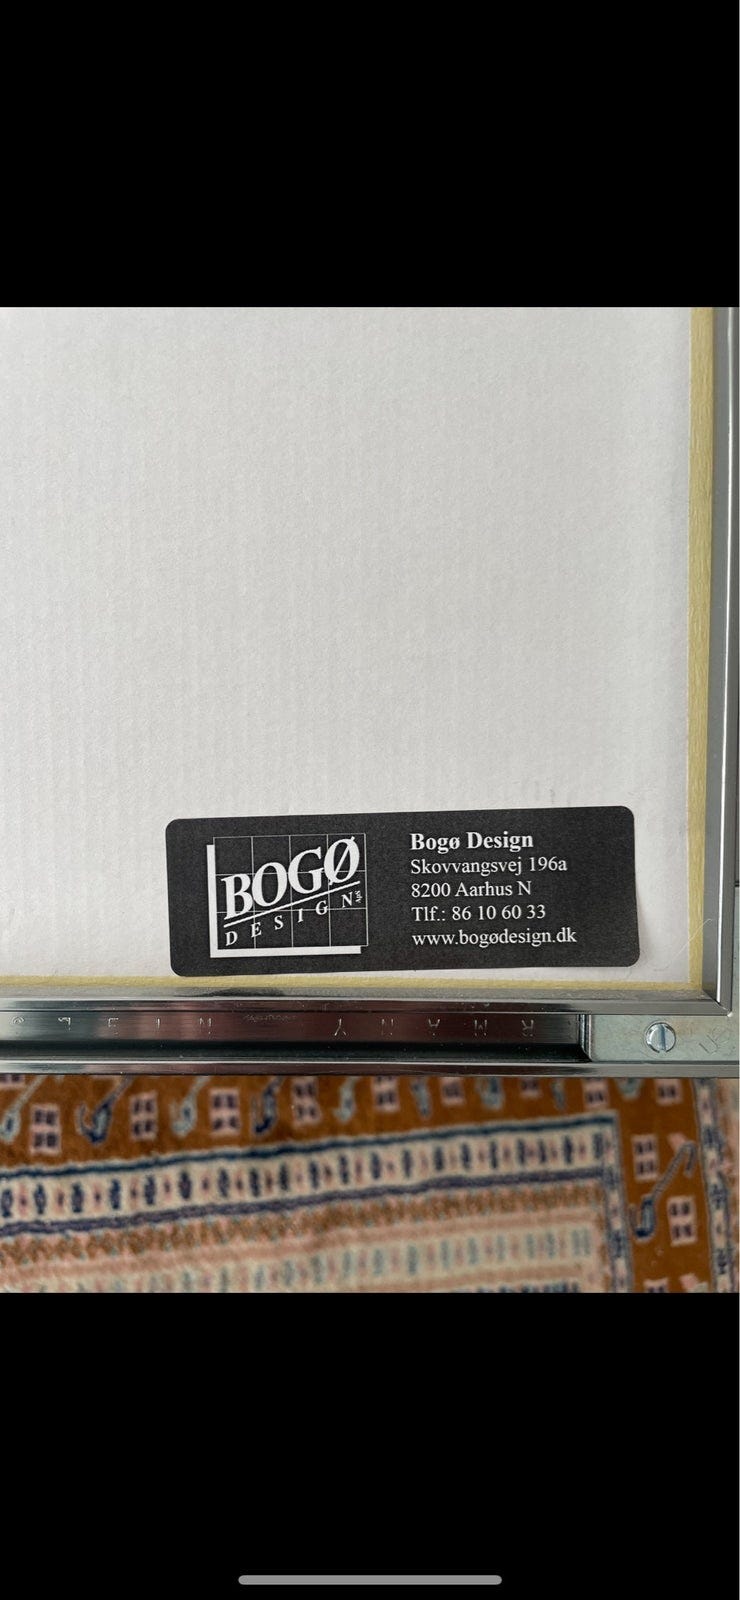 BOGØ
DESIGN
Bogø Design
Skovvangsvej 196a
8200 Aarhus N
Tlf.: 86 10 60 33
www.bogødesign.dk